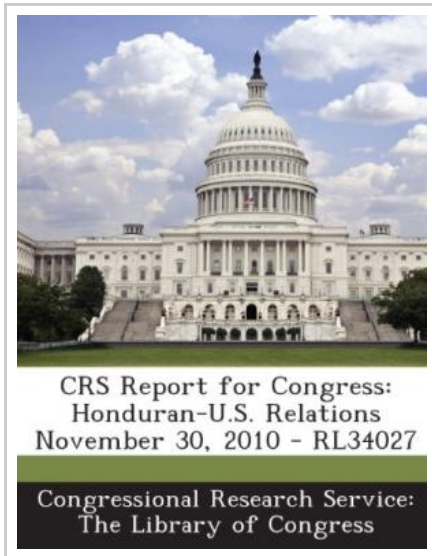 CRS Report for Congress:
Honduran-U.S. Relations
November 30, 2010 - RL34027
Congressional Research Service:
The Library of Congress